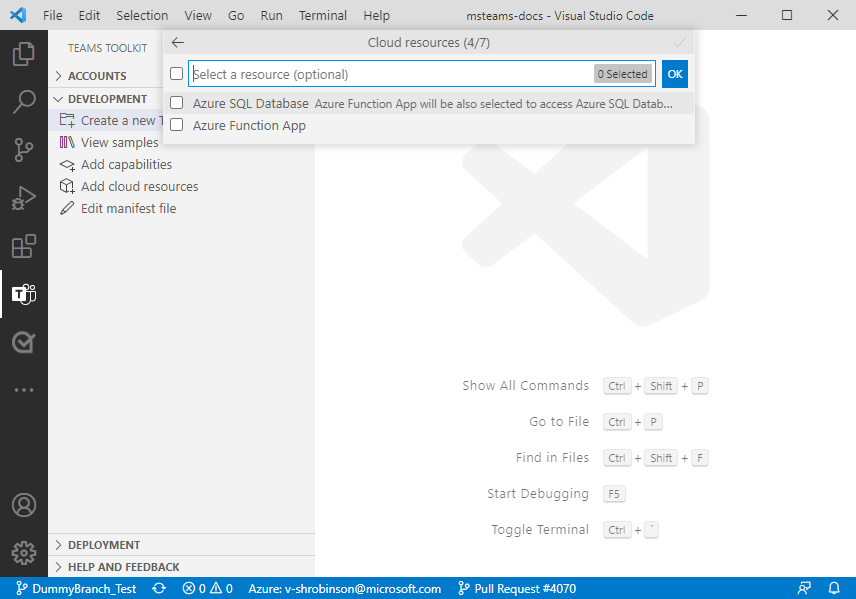 File Edit Selection View Go Run Terminal Help msteams-docs - Visual Studio Code
TEAMS TOOLKIT
ACCOUNTS
DEVELOPMENT
Create a new T
View samples
Add capabilities
Add cloud resources
Edit manifest file
Cloud resources (4/7)
Select a resource (optional) 0 Selected OK
Azure SQL Database Azure Function App will be also selected to access Azure SQL Datab...
Azure Function App
Show All Commands Ctrl + Shift + P
Go to File Ctrl + P
Find in Files Ctrl + Shift + F
Start Debugging F5
Toggle Terminal Ctrl + `
DEPLOYMENT
HELP AND FEEDBACK
DummyBranch_Test 0 0 Azure: v-shrobinson@microsoft.com Pull Request #4070